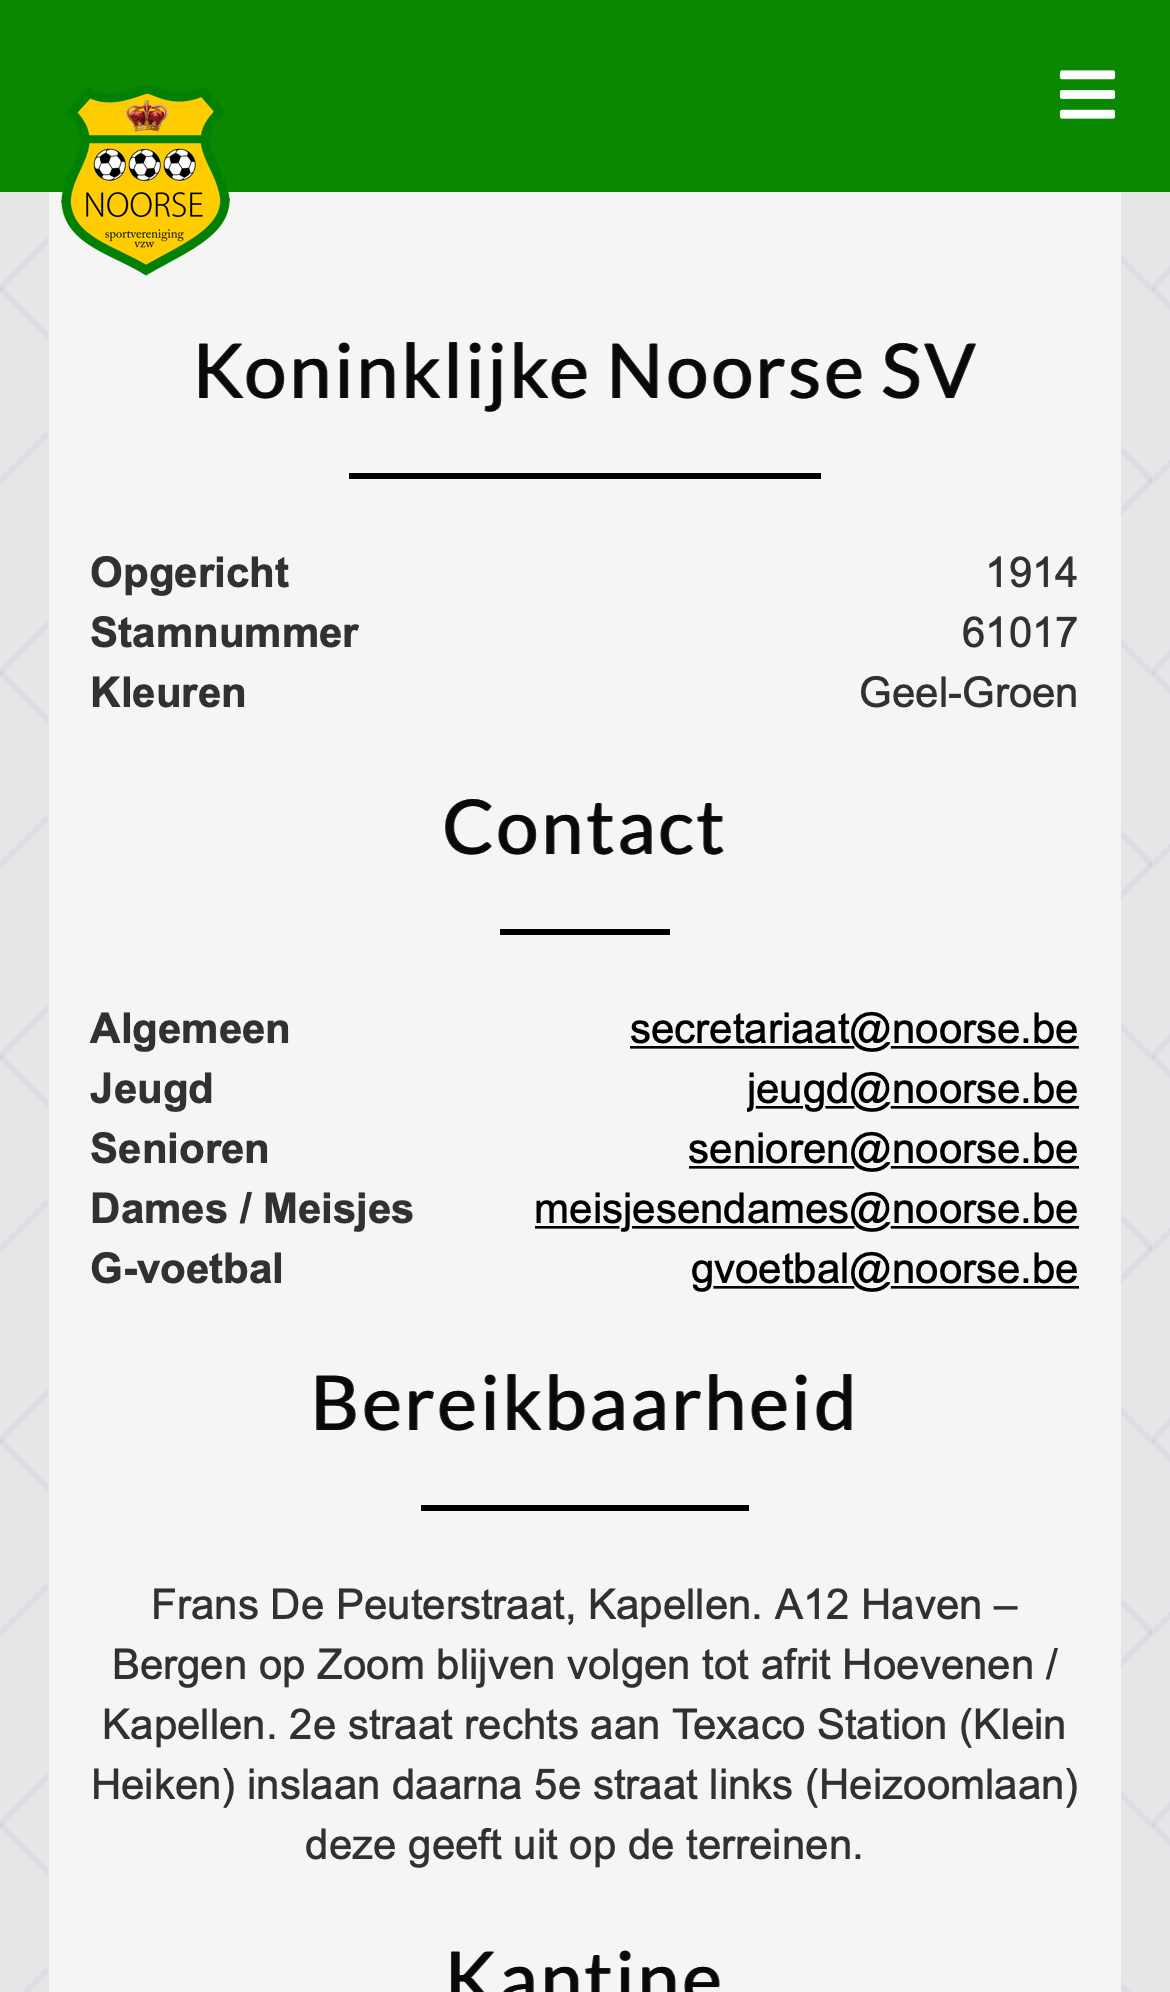 NOORSE
sportvereniging
vzw
Koninklijke Noorse SV
Opgericht 1914
Stamnummer 61017
Kleuren Geel-Groen
Contact
Algemeen secretariaat@noorse.be
Jeugd jeugd@noorse.be
Senioren senioren@noorse.be
Dames / Meisjes meisjesendames@noorse.be
G-voetbal gvoetbal@noorse.be
Bereikbaarheid
Frans De Peuterstraat, Kapellen. A12 Haven –
Bergen op Zoom blijven volgen tot afrit Hoevenen /
Kapellen. 2e straat rechts aan Texaco Station (Klein
Heiken) inslaan daarna 5e straat links (Heizoomlaan)
deze geeft uit op de terreinen.
Kantine